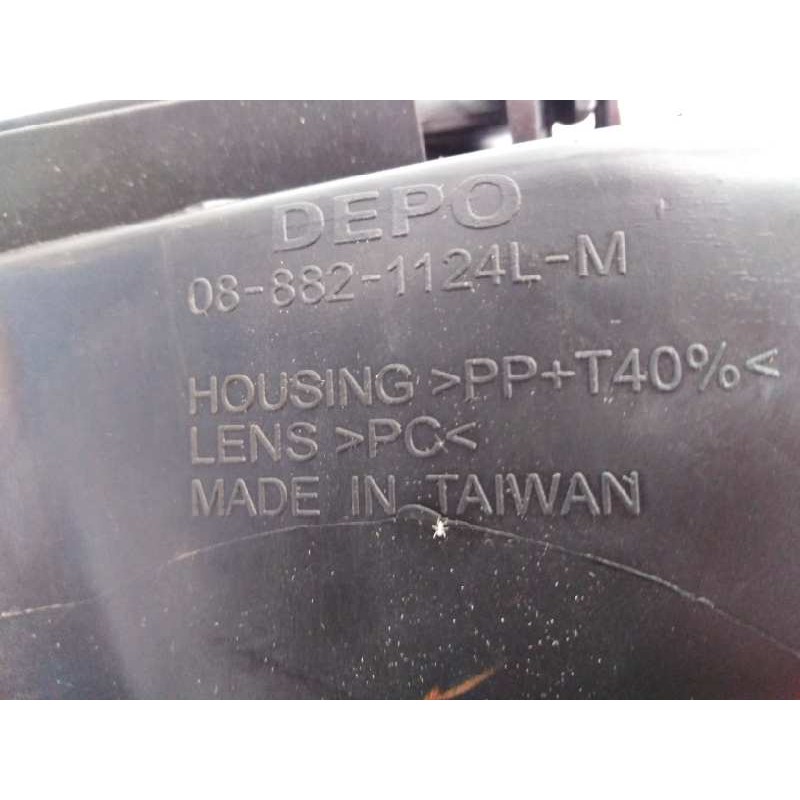 DEPO
08-882-1124L-M
HOUSING >PP+T40%<
LENS >PC<
MADE IN TAIWAN